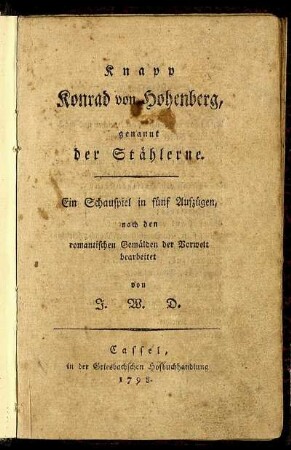 Knapp
Konrad von Hohenberg,
genannt
der Stählerne.
Ein Schauspiel in fünf Aufzügen,
nach den
romantischen Gemälden der Vorwelt
bearbeitet
von
J. W. D.
Cassel,
in der Griesbachschen Hofbuchhandlung
1792.